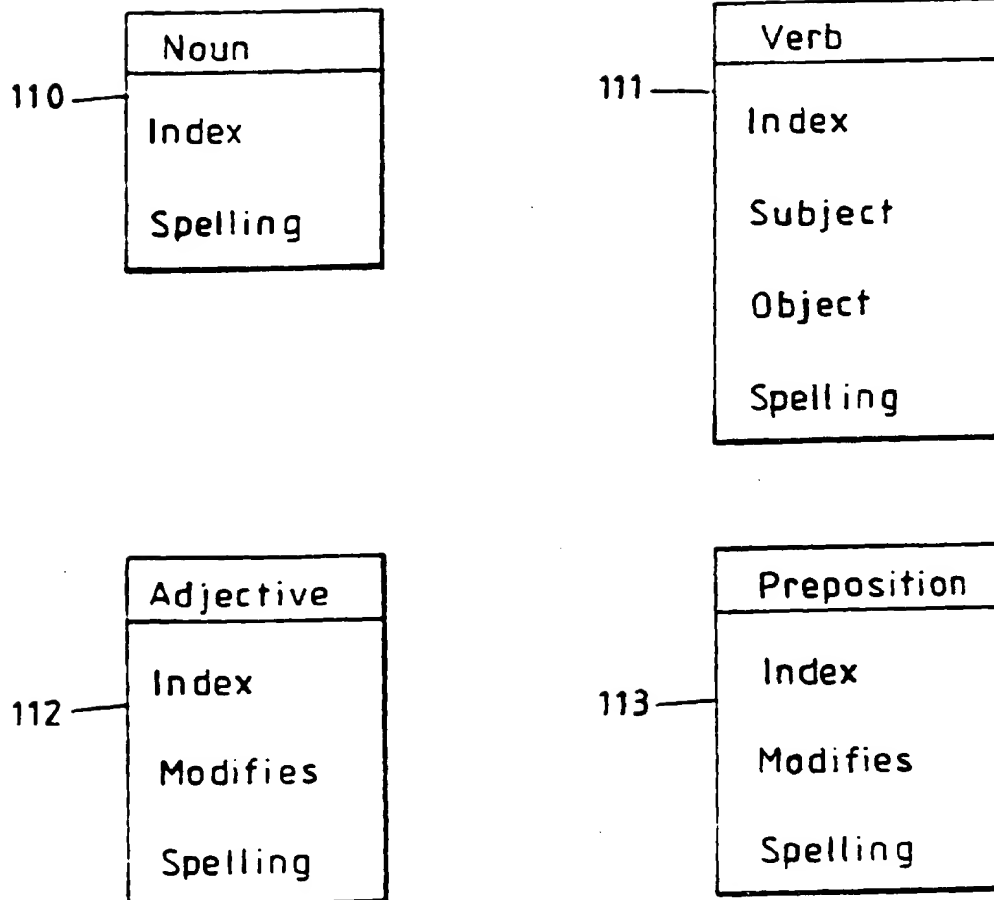 Noun
110
Index
Spelling
Verb
111
Index
Subject
Object
Spelling
Adjective
112
Index
Modifies
Spelling
Preposition
113
Index
Modifies
Spelling